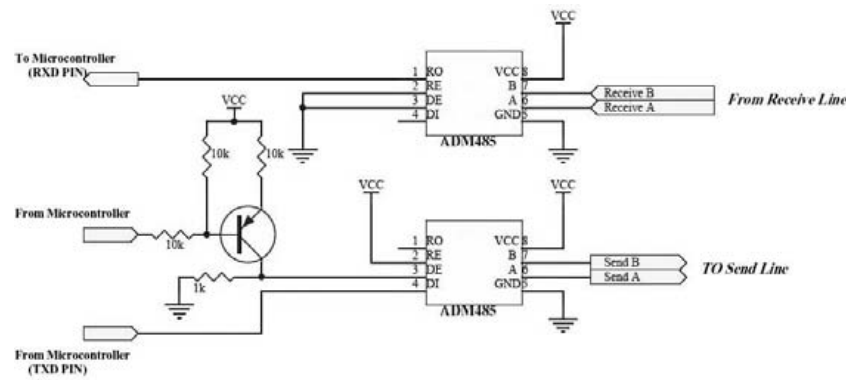 VCC
To Microcontroller
(RXD PIN)
1 RO VCC 8
2 RE B 7
3 DE A 6
4 DI GND 5
ADM485
Receive B
Receive A
From Receive Line
VCC
10k
10k
From Microcontroller
10k
1k
VCC
VCC
1 RO VCC 8
2 RE B 7
3 DE A 6
4 DI GND 5
ADM485
Send B
Send A
TO Send Line
From Microcontroller
(TXD PIN)